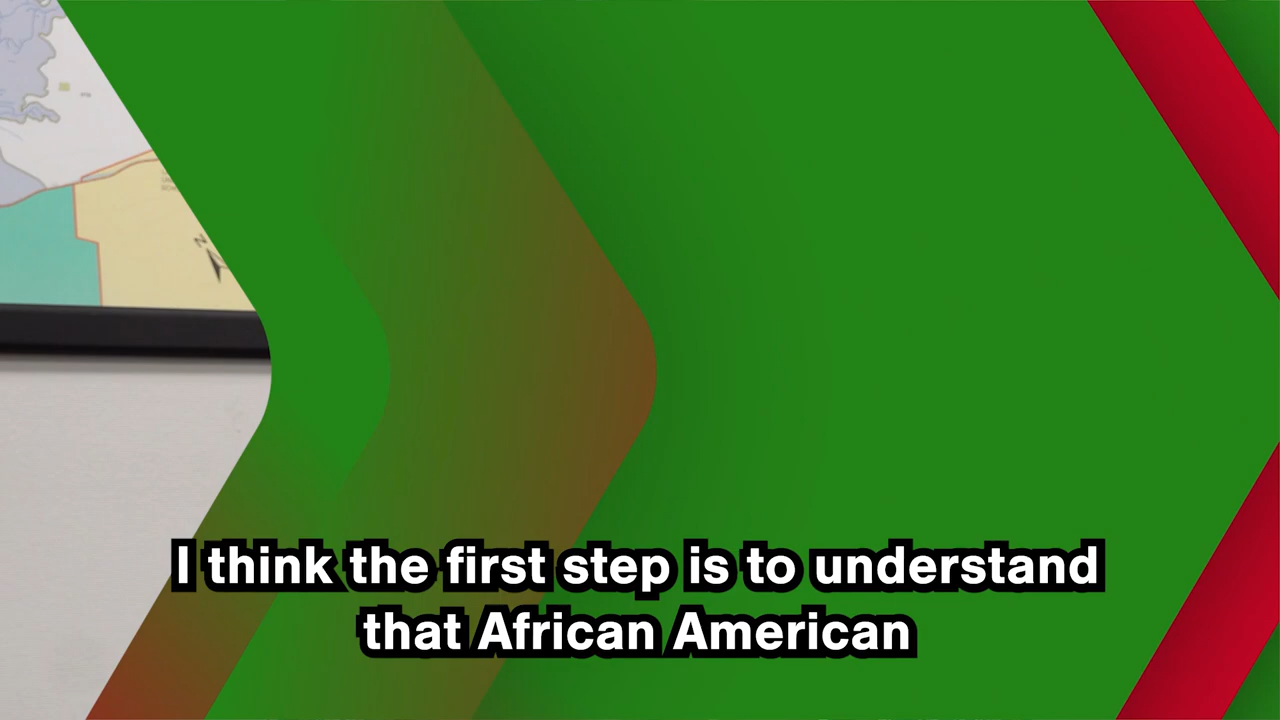 I think the first step is to understand
that African American
N